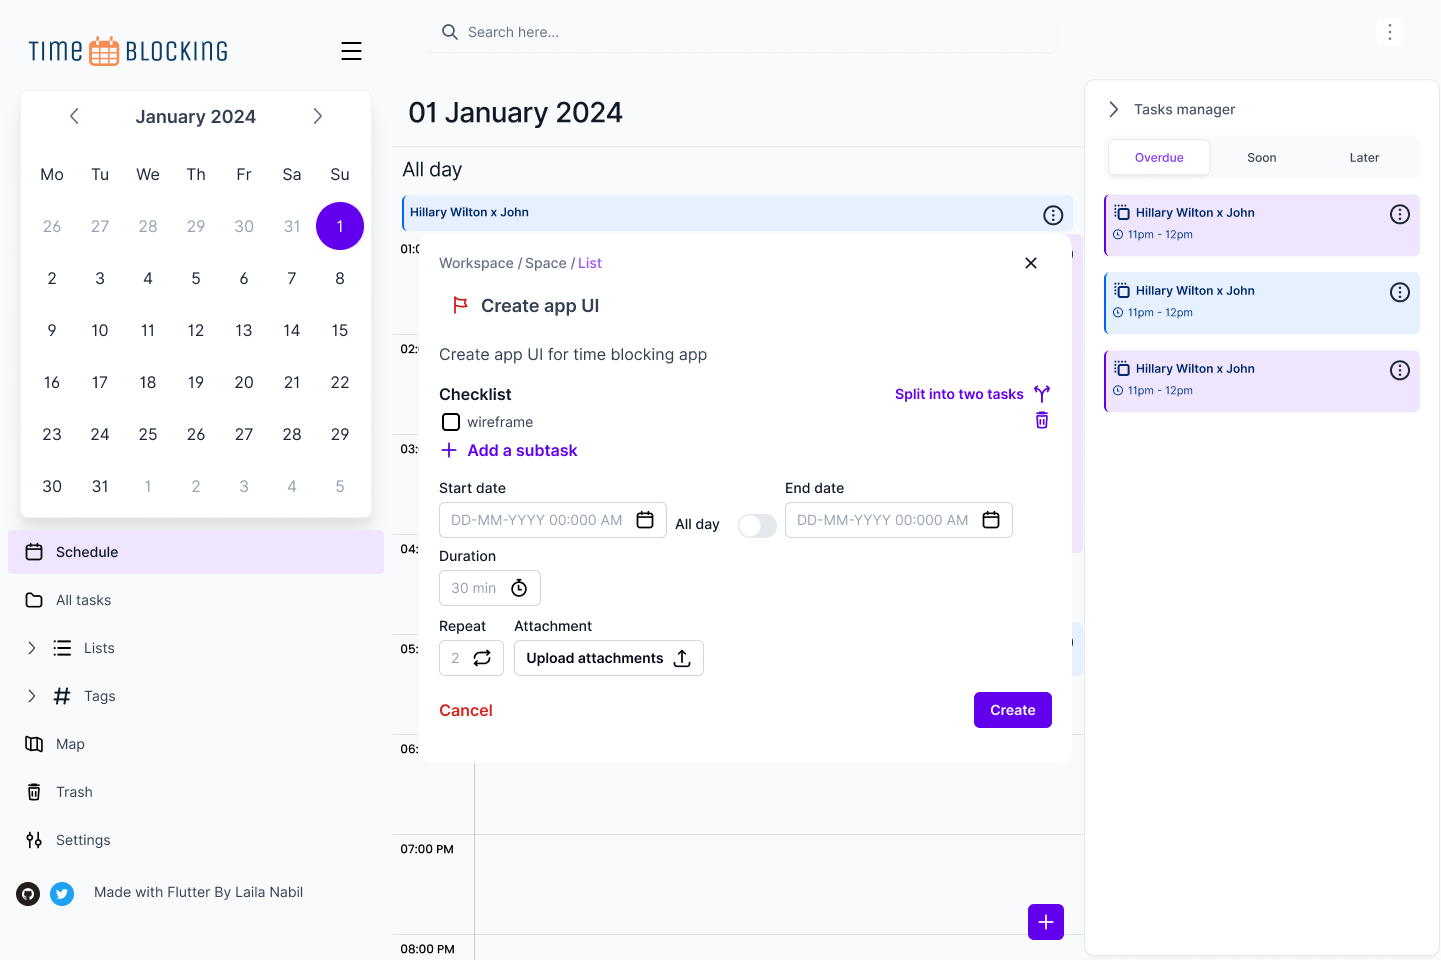 TIME BLOCKING
Search here...
January 2024
Mo Tu We Th Fr Sa Su
26 27 28 29 30 31 1
2 3 4 5 6 7 8
9 10 11 12 13 14 15
16 17 18 19 20 21 22
23 24 25 26 27 28 29
30 31 1 2 3 4 5
Schedule
All tasks
Lists
Tags
Map
Trash
Settings
Made with Flutter By Laila Nabil
01 January 2024
All day
Hillary Wilton x John
01:0
02:
03:
04:
05:
06:
07:00 PM
08:00 PM
Workspace / Space / List
Create app UI
Create app UI for time blocking app
Checklist
Split into two tasks
wireframe
Add a subtask
Start date
DD-MM-YYYY 00:000 AM
All day
End date
DD-MM-YYYY 00:000 AM
Duration
30 min
Repeat
2
Attachment
Upload attachments
Cancel
Create
Tasks manager
Overdue Soon Later
Hillary Wilton x John
11pm - 12pm
Hillary Wilton x John
11pm - 12pm
Hillary Wilton x John
11pm - 12pm